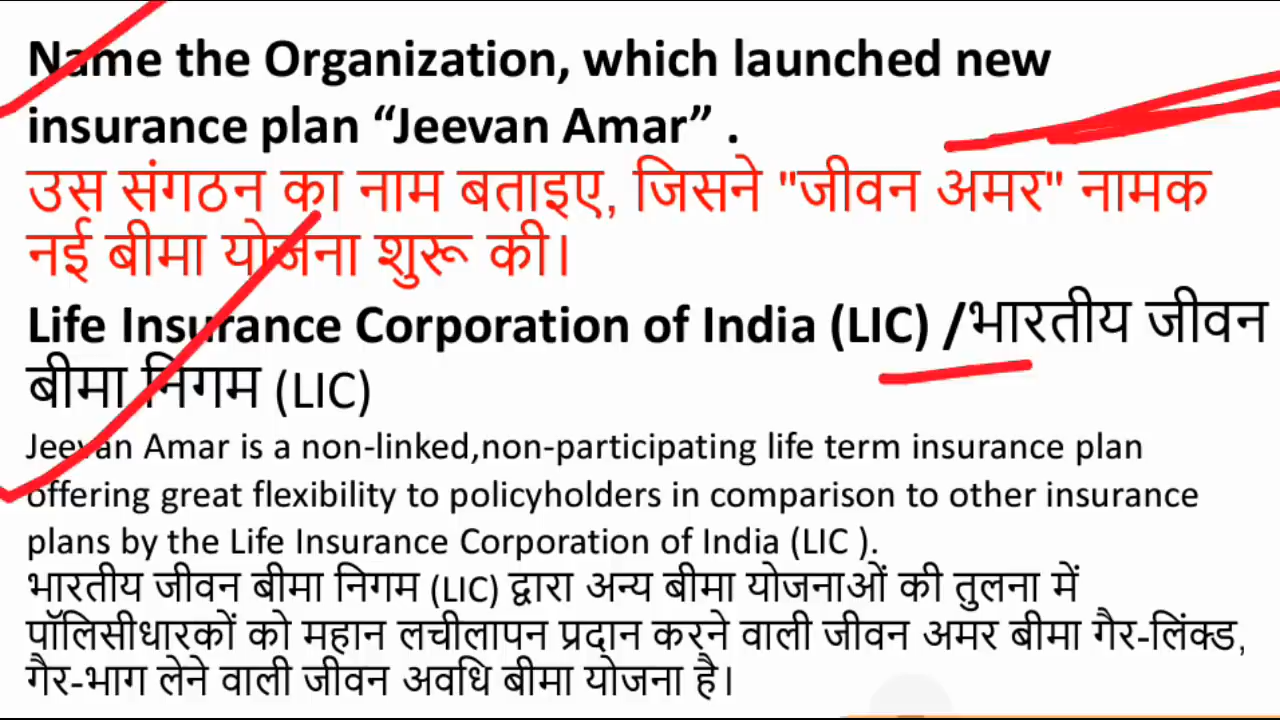 Name the Organization, which launched new
insurance plan “Jeevan Amar” .
उस संगठन का नाम बताइए, जिसने "जीवन अमर" नामक
नई बीमा योजना शुरू की।
Life Insurance Corporation of India (LIC) /भारतीय जीवन
बीमा निगम (LIC)
Jeevan Amar is a non-linked,non-participating life term insurance plan
offering great flexibility to policyholders in comparison to other insurance
plans by the Life Insurance Corporation of India (LIC ).
भारतीय जीवन बीमा निगम (LIC) द्वारा अन्य बीमा योजनाओं की तुलना में
पॉलिसीधारकों को महान लचीलापन प्रदान करने वाली जीवन अमर बीमा गैर-लिंक्ड,
गैर-भाग लेने वाली जीवन अवधि बीमा योजना है।